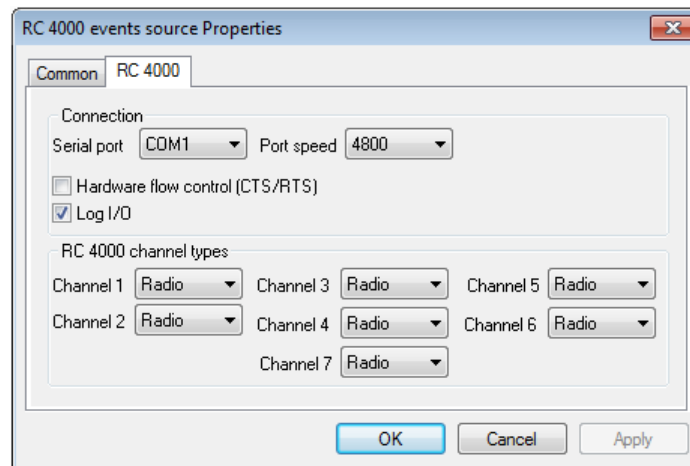 RC 4000 events source Properties
Common RC 4000
Connection
Serial port COM1 Port speed 4800
Hardware flow control (CTS/RTS)
Log I/O
RC 4000 channel types
Channel 1 Radio Channel 3 Radio Channel 5 Radio
Channel 2 Radio Channel 4 Radio Channel 6 Radio
Channel 7 Radio
OK Cancel Apply